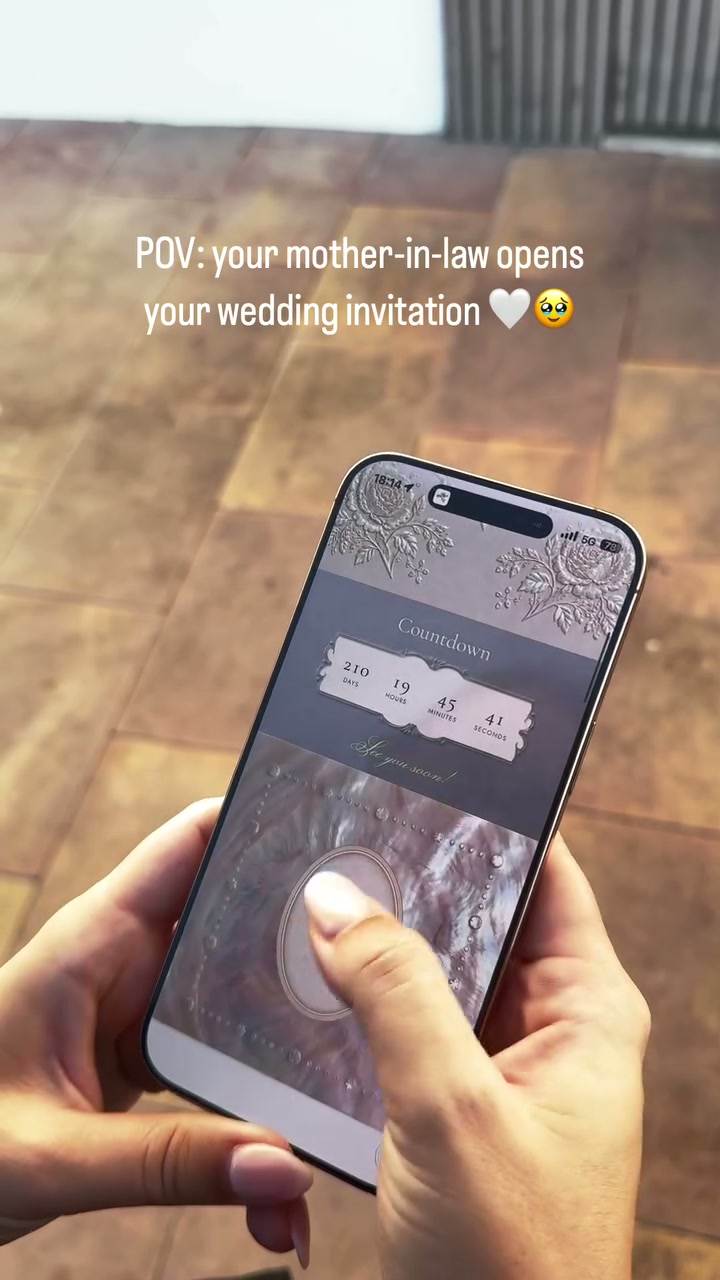 POV: your mother-in-law opens
your wedding invitation 🤍🥹
18:14
5G 78
Countdown
210 19 45 41
DAYS HOURS MINUTES SECONDS
See you soon!